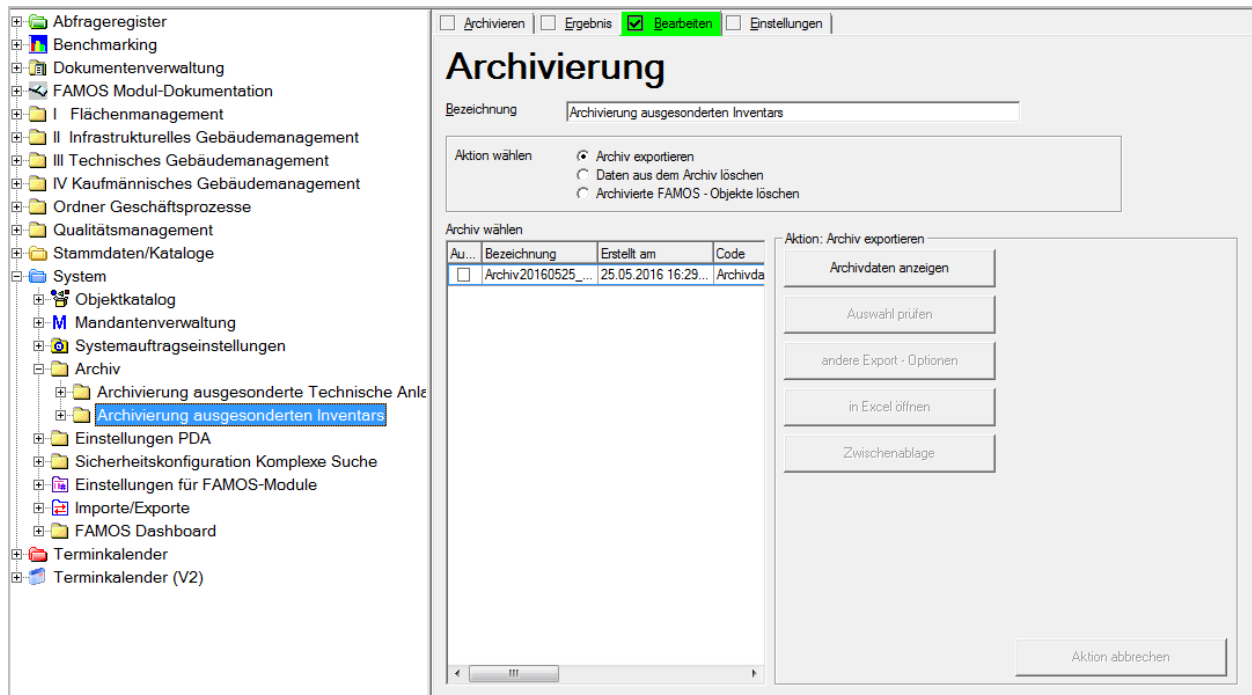 Abfrageregister
Benchmarking
Dokumentenverwaltung
FAMOS Modul-Dokumentation
I Flächenmanagement
II Infrastrukturelles Gebäudemanagement
III Technisches Gebäudemanagement
IV Kaufmännisches Gebäudemanagement
Ordner Geschäftsprozesse
Qualitätsmanagement
Stammdaten/Kataloge
System
Objektkatalog
M Mandantenverwaltung
Systemauftragseinstellungen
Archiv
Archivierung ausgesonderte Technische Anla
Archivierung ausgesonderten Inventars
Einstellungen PDA
Sicherheitskonfiguration Komplexe Suche
Einstellungen für FAMOS-Module
Importe/Exporte
FAMOS Dashboard
Terminkalender
Terminkalender (V2)
Archivieren Ergebnis Bearbeiten Einstellungen
Archivierung
Bezeichnung Archivierung ausgesonderten Inventars
Aktion wählen Archiv exportieren
Daten aus dem Archiv löschen
Archivierte FAMOS - Objekte löschen
Archiv wählen
Au... Bezeichnung Erstellt am Code
Archiv20160525_... 25.05.2016 16:29... Archivda
Aktion: Archiv exportieren
Archivdaten anzeigen
Auswahl prüfen
andere Export - Optionen
in Excel öffnen
Zwischenablage
Aktion abbrechen